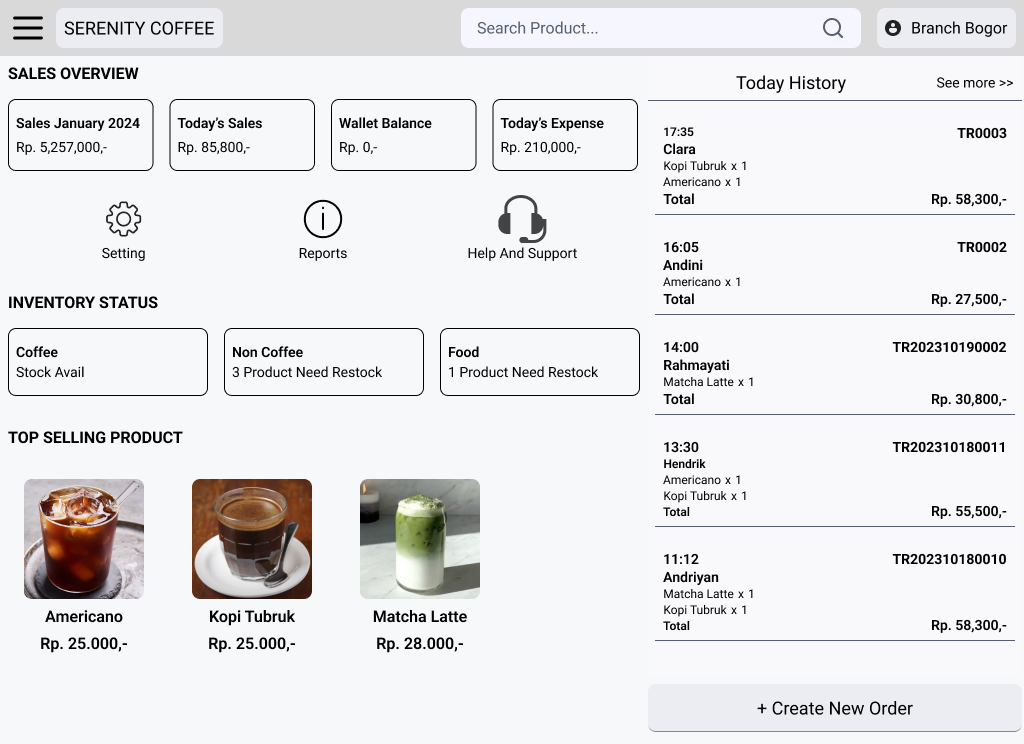 SERENITY COFFEE
Search Product...
Branch Bogor
SALES OVERVIEW
Sales January 2024
Rp. 5,257,000,-
Today’s Sales
Rp. 85,800,-
Wallet Balance
Rp. 0,-
Today’s Expense
Rp. 210,000,-
Setting
Reports
Help And Support
INVENTORY STATUS
Coffee
Stock Avail
Non Coffee
3 Product Need Restock
Food
1 Product Need Restock
TOP SELLING PRODUCT
Americano
Rp. 25.000,-
Kopi Tubruk
Rp. 25.000,-
Matcha Latte
Rp. 28.000,-
Today History
See more >>
17:35 TR0003
Clara
Kopi Tubruk x 1
Americano x 1
Total Rp. 58,300,-
16:05 TR0002
Andini
Americano x 1
Total Rp. 27,500,-
14:00 TR202310190002
Rahmayati
Matcha Latte x 1
Total Rp. 30,800,-
13:30 TR202310180011
Hendrik
Americano x 1
Kopi Tubruk x 1
Total Rp. 55,500,-
11:12 TR202310180010
Andriyan
Matcha Latte x 1
Kopi Tubruk x 1
Total Rp. 58,300,-
+ Create New Order